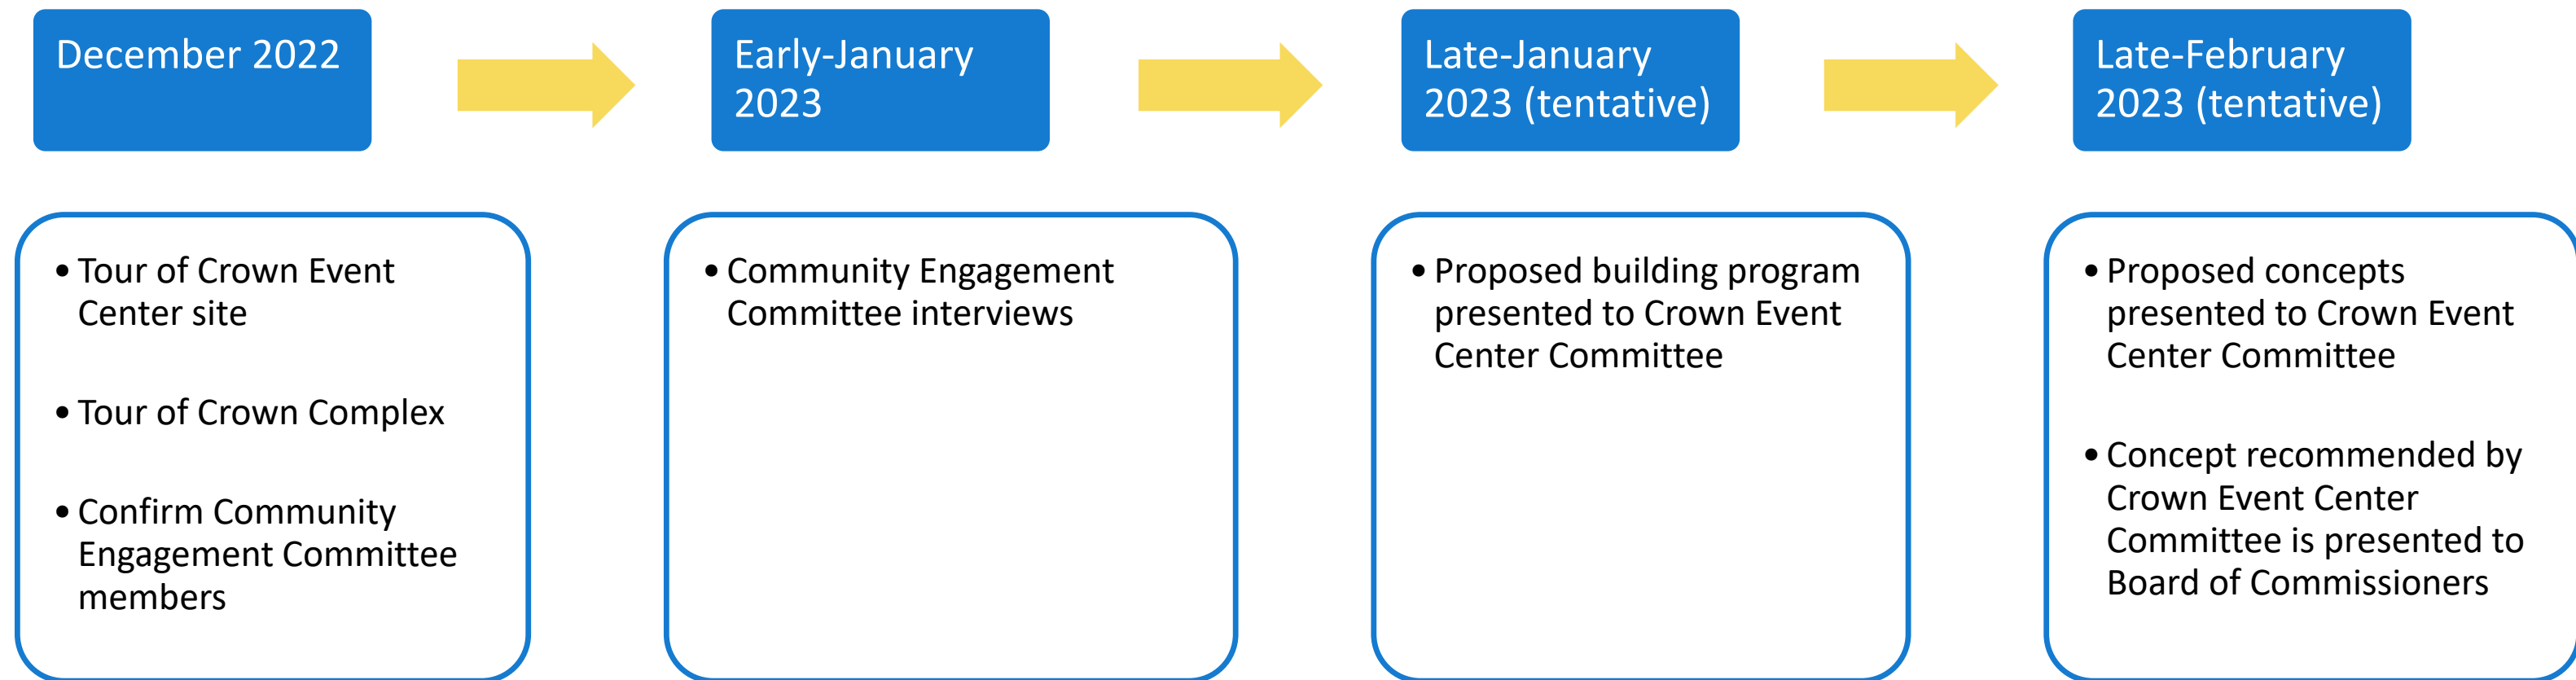 December 2022
Early-January
2023
Late-January
2023 (tentative)
Late-February
2023 (tentative)
• Tour of Crown Event
Center site
• Tour of Crown Complex
• Confirm Community
Engagement Committee
members
• Community Engagement
Committee interviews
• Proposed building program
presented to Crown Event
Center Committee
• Proposed concepts
presented to Crown Event
Center Committee
• Concept recommended by
Crown Event Center
Committee is presented to
Board of Commissioners